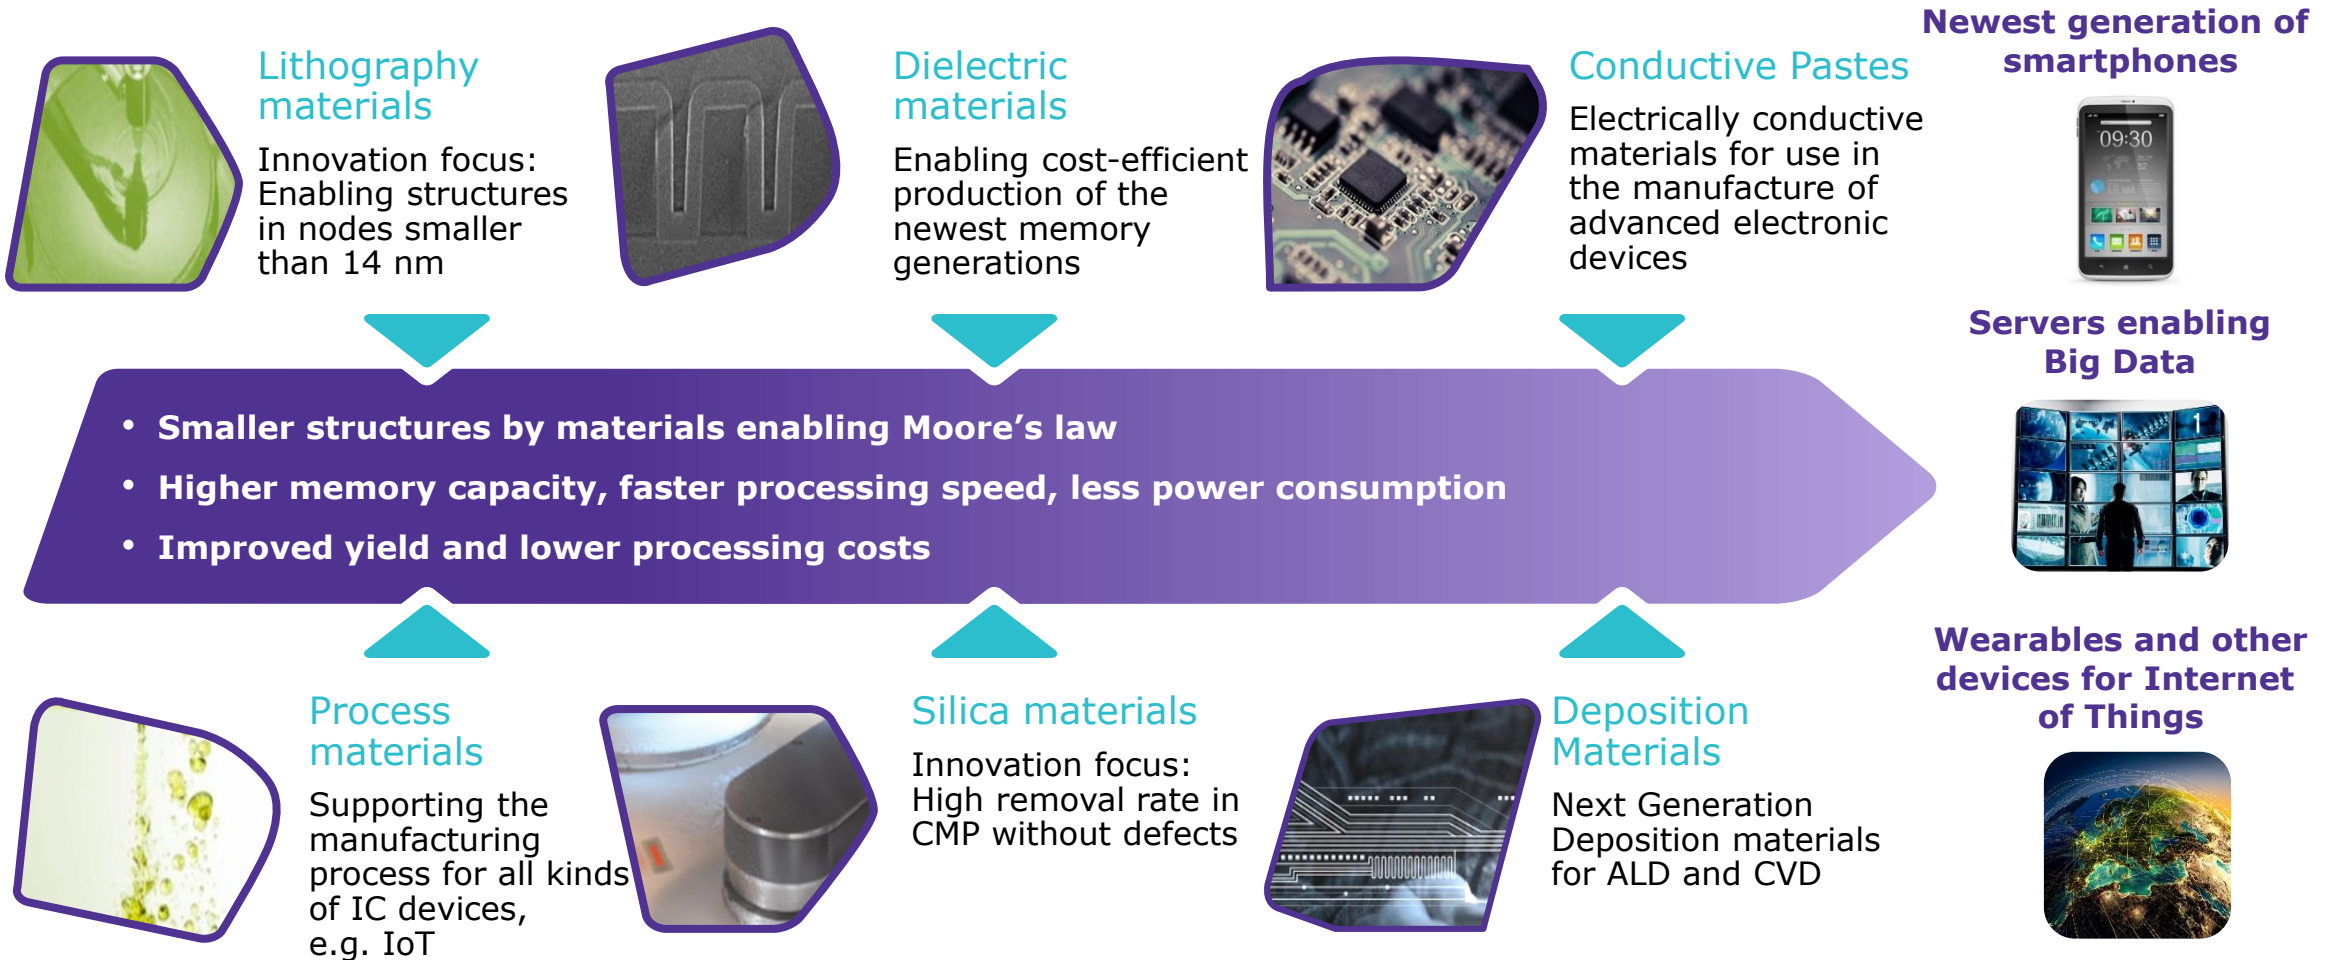 Lithography
materials
Innovation focus:
Enabling structures
in nodes smaller
than 14 nm
Dielectric
materials
Enabling cost-efficient
production of the
newest memory
generations
Conductive Pastes
Electrically conductive
materials for use in
the manufacture of
advanced electronic
devices
Newest generation of
smartphones
09:30
Servers enabling
Big Data
1
• Smaller structures by materials enabling Moore’s law
• Higher memory capacity, faster processing speed, less power consumption
• Improved yield and lower processing costs
Process
materials
Supporting the
manufacturing
process for all kinds
of IC devices,
e.g. IoT
Silica materials
Innovation focus:
High removal rate in
CMP without defects
Deposition
Materials
Next Generation
Deposition materials
for ALD and CVD
Wearables and other
devices for Internet
of Things